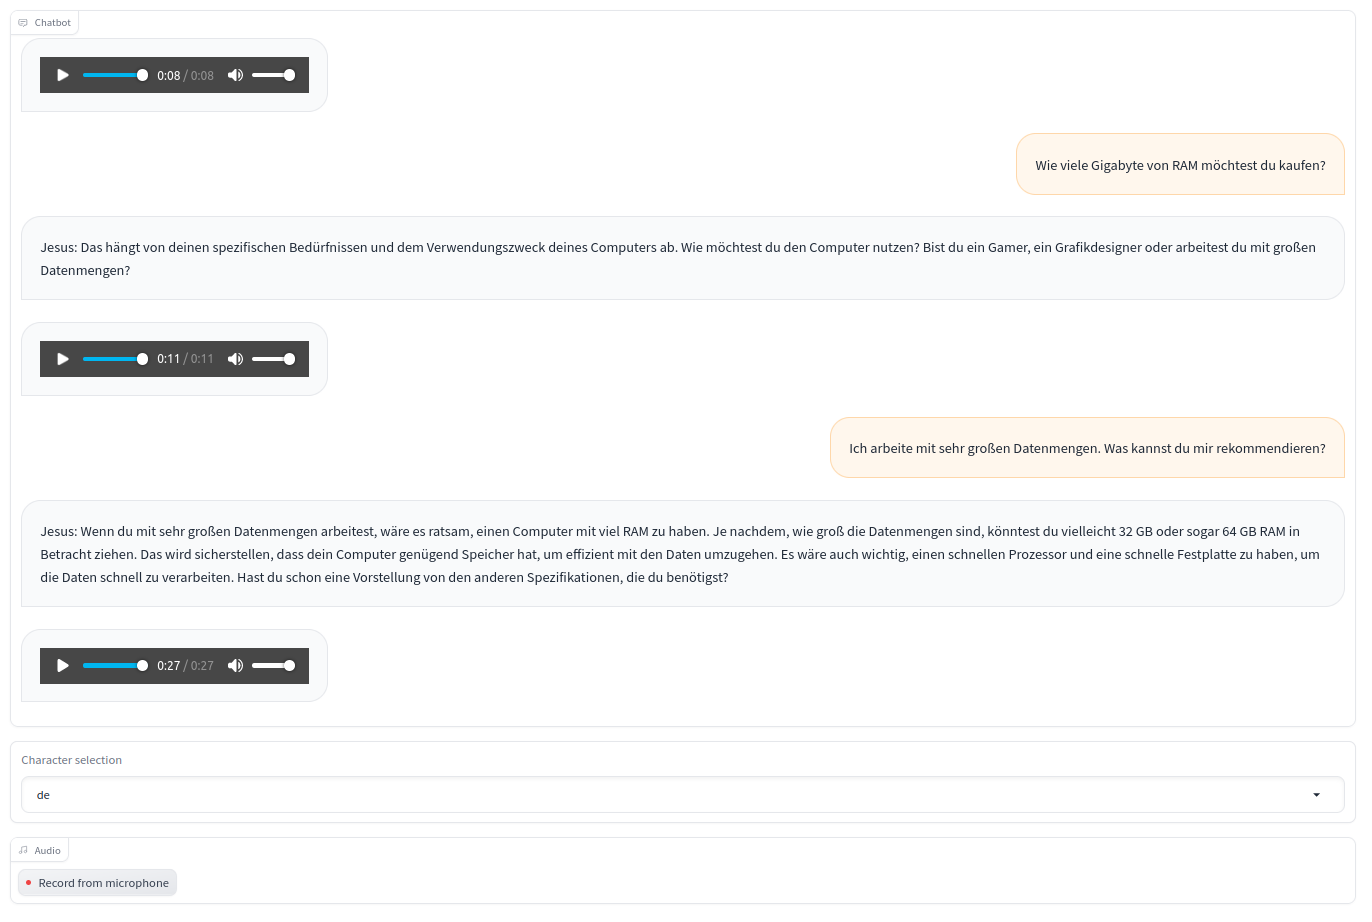 Chatbot
0:08 / 0:08
Wie viele Gigabyte von RAM möchtest du kaufen?
Jesus: Das hängt von deinen spezifischen Bedürfnissen und dem Verwendungszweck deines Computers ab. Wie möchtest du den Computer nutzen? Bist du ein Gamer, ein Grafikdesigner oder arbeitest du mit großen
Datenmengen?
0:11 / 0:11
Ich arbeite mit sehr großen Datenmengen. Was kannst du mir rekommendieren?
Jesus: Wenn du mit sehr großen Datenmengen arbeitest, wäre es ratsam, einen Computer mit viel RAM zu haben. Je nachdem, wie groß die Datenmengen sind, könntest du vielleicht 32 GB oder sogar 64 GB RAM in
Betracht ziehen. Das wird sicherstellen, dass dein Computer genügend Speicher hat, um effizient mit den Daten umzugehen. Es wäre auch wichtig, einen schnellen Prozessor und eine schnelle Festplatte zu haben, um
die Daten schnell zu verarbeiten. Hast du schon eine Vorstellung von den anderen Spezifikationen, die du benötigst?
0:27 / 0:27
Character selection
de
Audio
Record from microphone